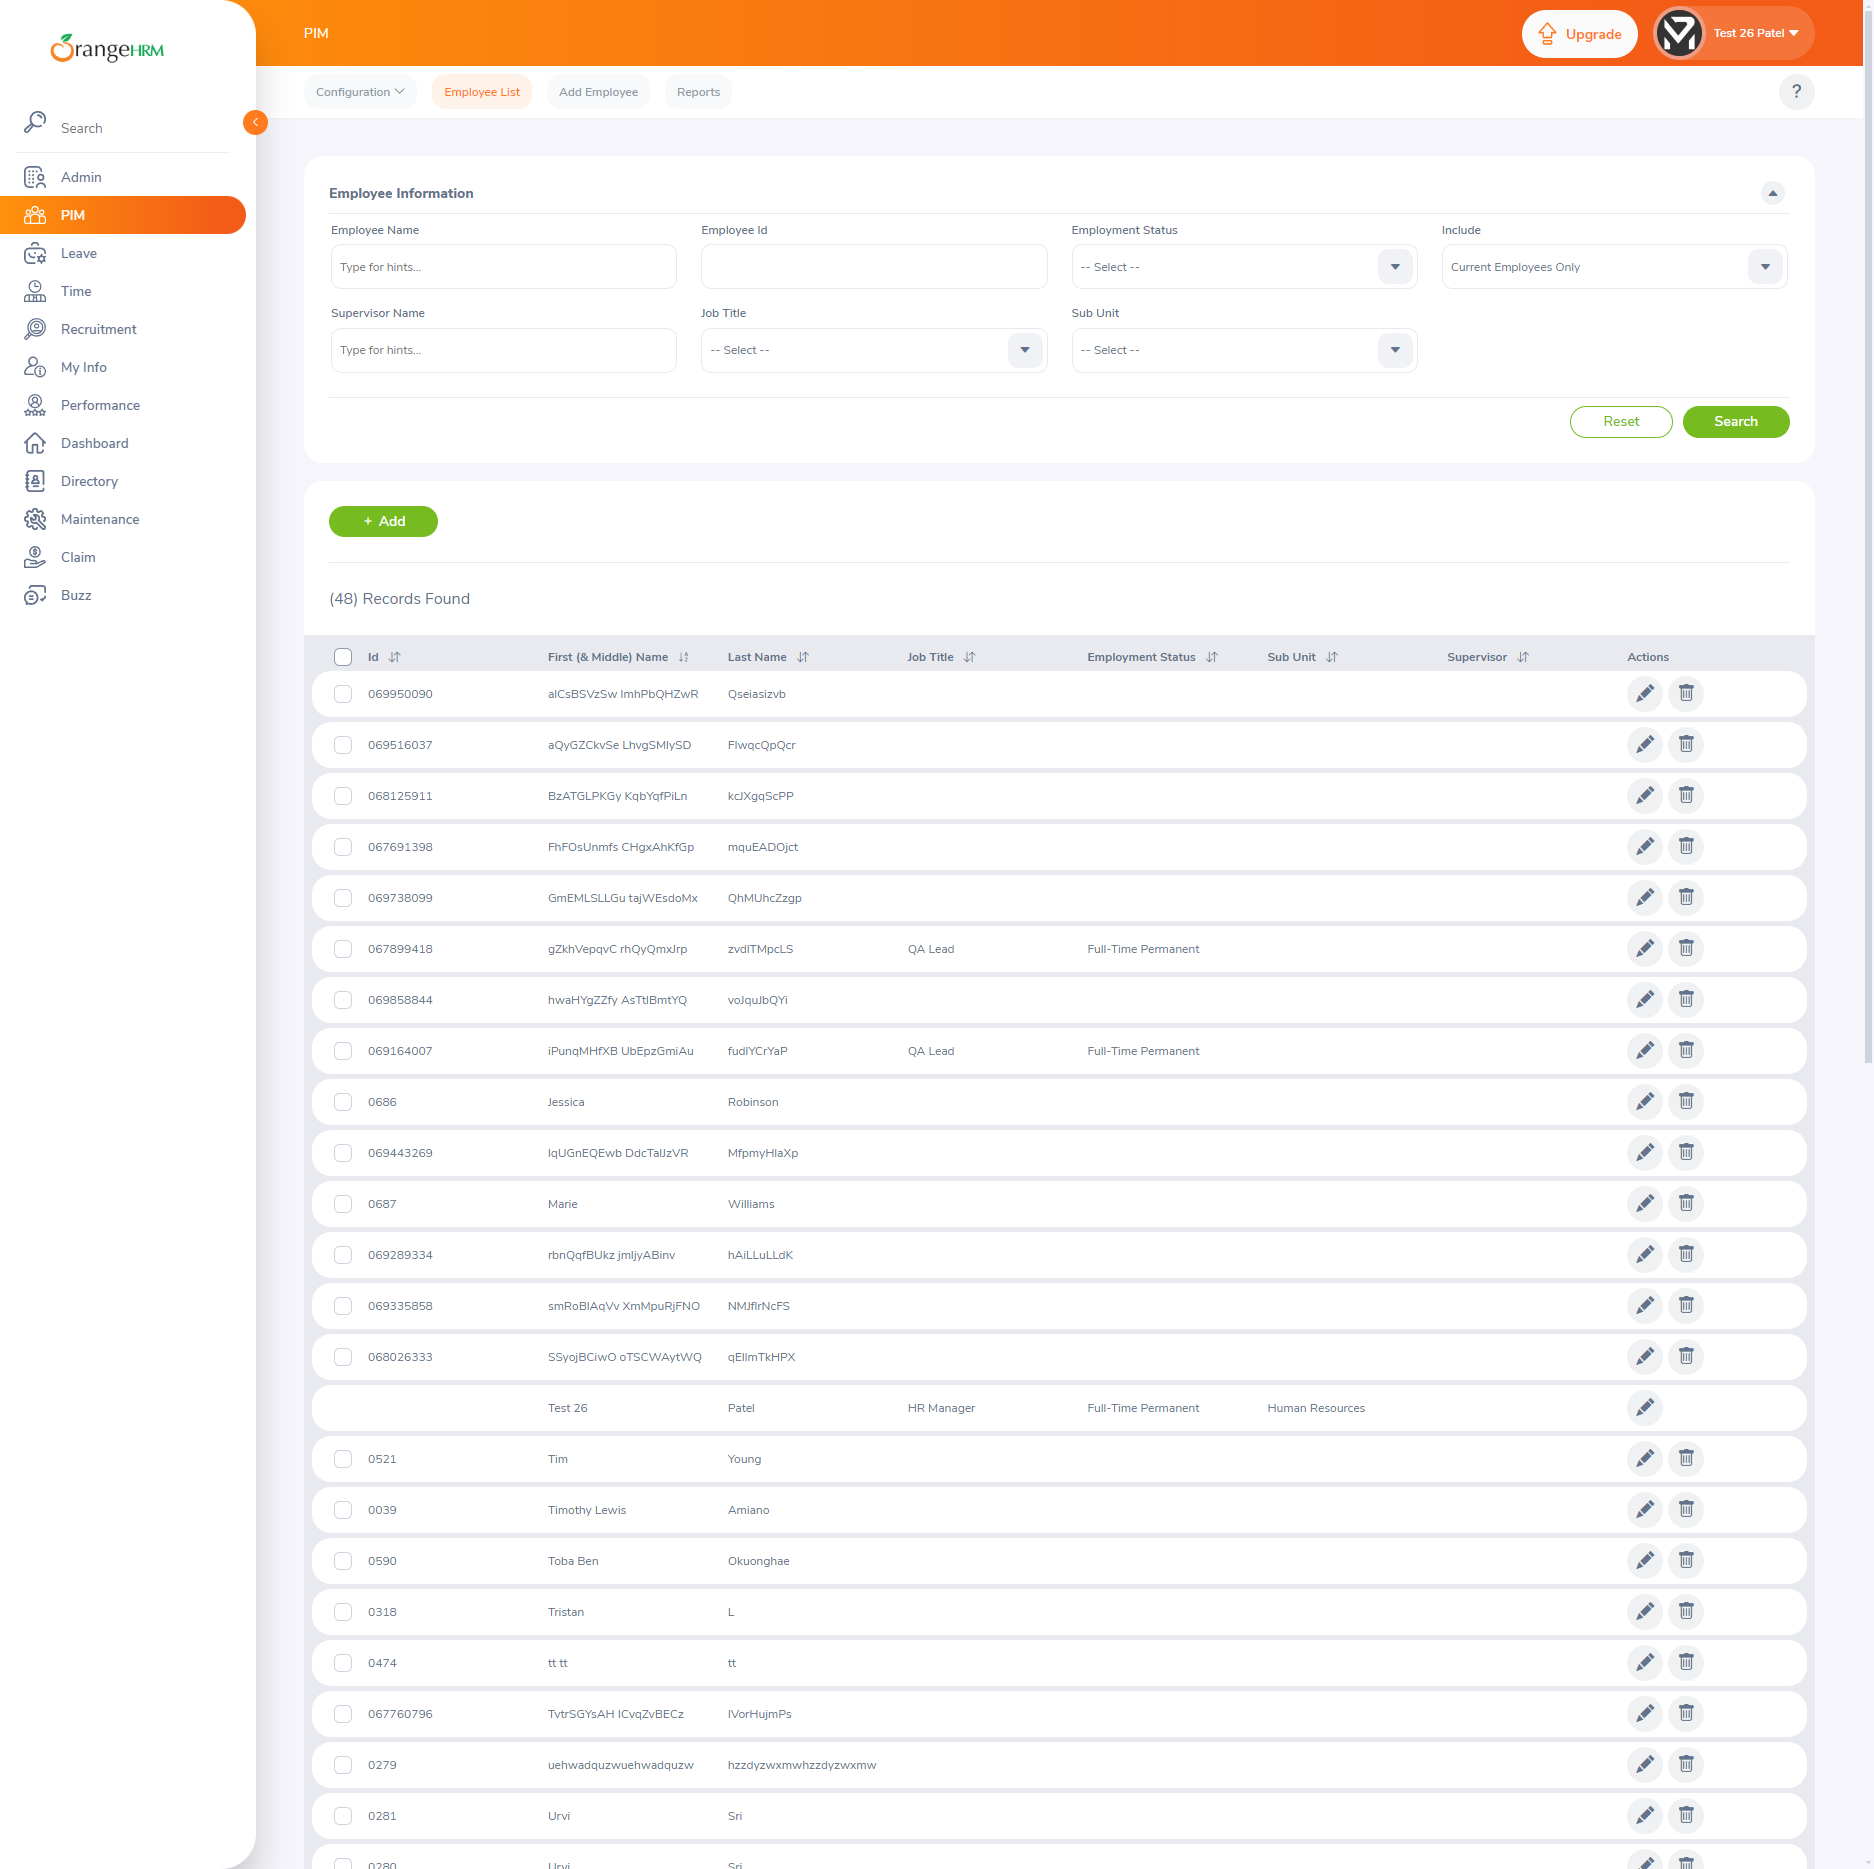 OrangeHRM
PIM
Upgrade
Test 26 Patel
Configuration
Employee List
Add Employee
Reports
?
Search
Admin
PIM
Leave
Time
Recruitment
My Info
Performance
Dashboard
Directory
Maintenance
Claim
Buzz
Employee Information
Employee Name Employee Id Employment Status Include
Type for hints... -- Select -- Current Employees Only
Supervisor Name Job Title Sub Unit
Type for hints... -- Select -- -- Select --
Reset Search
+ Add
(48) Records Found
Id First (& Middle) Name Last Name Job Title Employment Status Sub Unit Supervisor Actions
069950090 alCsBSVzSw lmhPbQHZwR Qseiasizvb
069516037 aQyGZCkvSe LhvgSMlySD FlwqcQpQcr
068125911 BzATGLPKGy KqbYqfPiLn kcJXgqScPP
067691398 FhFOsUnmfs CHgxAhKfGp mquEADOjct
069738099 GmEMLSLLGu tajWEsdoMx QhMUhcZzgp
067899418 gZkhVepqvC rhQyQmxJrp zvdlTMpcLS QA Lead Full-Time Permanent
069858844 hwaHYgZZfy AsTtlBmtYQ voJquJbQYi
069164007 iPunqMHfXB UbEpzGmiAu fudlYCrYaP QA Lead Full-Time Permanent
0686 Jessica Robinson
069443269 lqUGnEQEwb DdcTalJzVR MfpmyHlaXp
0687 Marie Williams
069289334 rbnQqfBUkz jmljyABinv hAiLLuLLdK
069335858 smRoBlAqVv XmMpuRjFNO NMJflrNcFS
068026333 SSyojBCiwO oTSCWAytWQ qEllmTkHPX
Test 26 Patel HR Manager Full-Time Permanent Human Resources
0521 Tim Young
0039 Timothy Lewis Amiano
0590 Toba Ben Okuonghae
0318 Tristan L
0474 tt tt tt
067760796 TvtrSGYsAH lCvqZvBECz lVorHujmPs
0279 uehwadquzwuehwadquzw hzzdyzwxmwhzzdyzwxmw
0281 Urvi Sri
0280 Urvi Sri